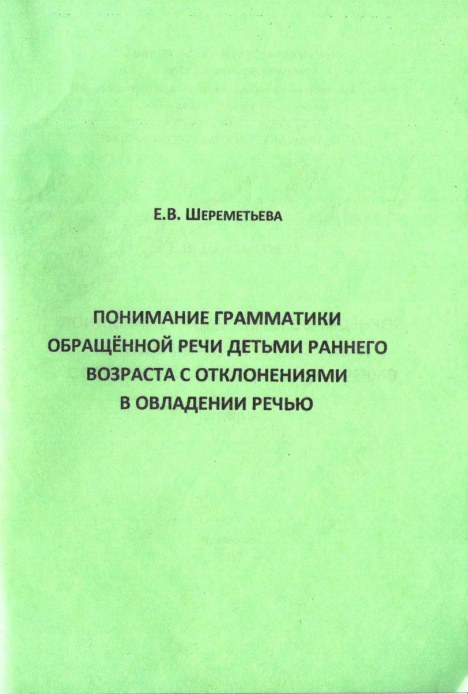 Е.В. Шереметьева
ПОНИМАНИЕ ГРАММАТИКИ
ОБРАЩЁННОЙ РЕЧИ ДЕТЬМИ РАННЕГО
ВОЗРАСТА С ОТКЛОНЕНИЯМИ
В ОВЛАДЕНИИ РЕЧЬЮ